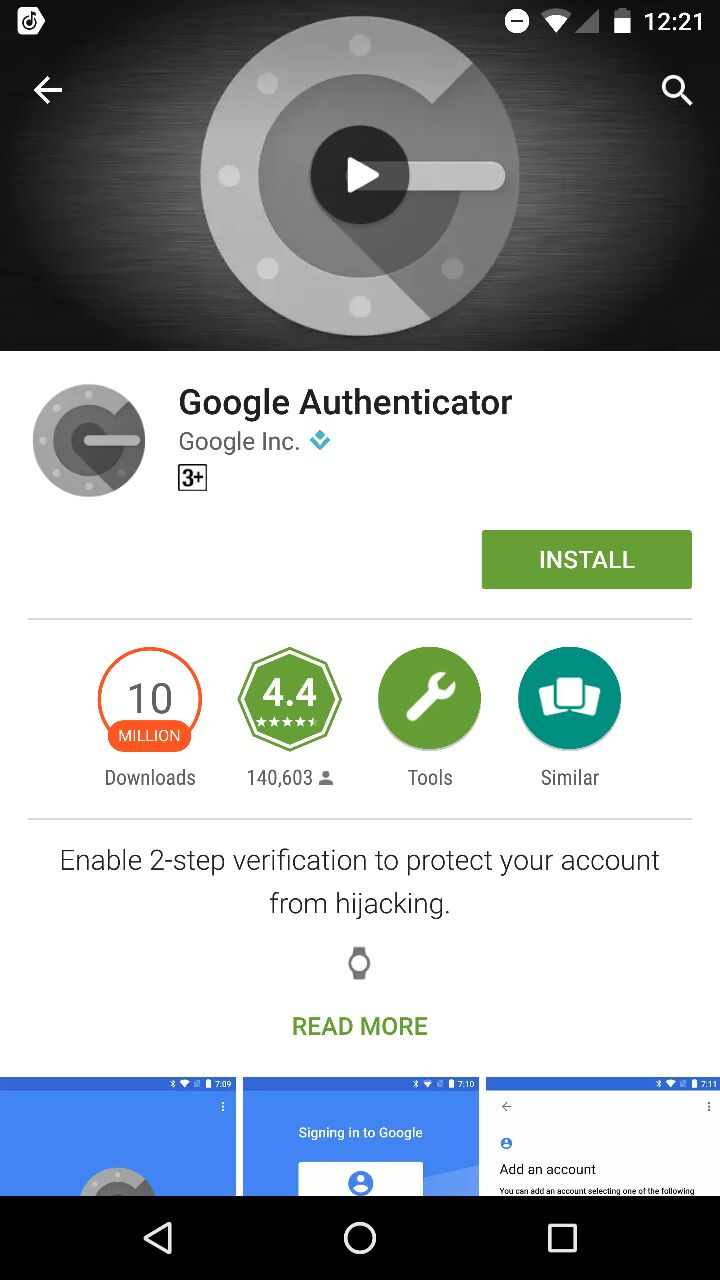 12:21
Google Authenticator
Google Inc.
3+
INSTALL
10
MILLION
4.4
Downloads
140,603
Tools
Similar
Enable 2-step verification to protect your account
from hijacking.
READ MORE
7:09
7:10
7:11
Signing in to Google
Add an account
You can add an account selecting one of the following